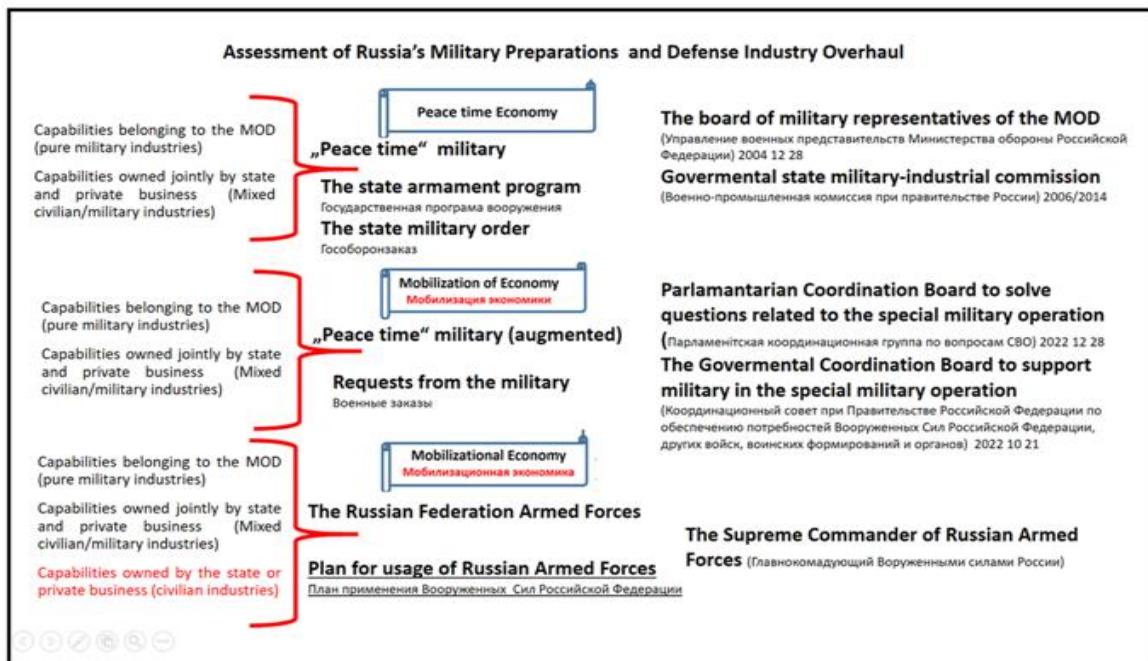 Assessment of Russia's Military Preparations and Defense Industry Overhaul
Peace time Economy
Capabilities belonging to the MOD
(pure military industries)
Capabilities owned jointly by state
and private business (Mixed
civilian/military industries)
„Peace time“ military
The state armament program
Государственная програма вооружения
The state military order
Гособоронзаказ
The board of military representatives of the MOD
(Управление военных представительств Министерства обороны Российской
Федерации) 2004 12 28
Govermental state military-industrial commission
(Военно-промышленная комиссия при правительстве России) 2006/2014
Mobilization of Economy
Мобилизация экономики
Capabilities belonging to the MOD
(pure military industries)
Capabilities owned jointly by state
and private business (Mixed
civilian/military industries)
„Peace time“ military (augmented)
Requests from the military
Военные заказы
Parlamantarian Coordination Board to solve
questions related to the special military operation
(Парламенітская координационная группа по вопросам СВО) 2022 12 28
The Govermental Coordination Board to support
military in the special military operation
(Координационный совет при Правительстве Российской Федерации по
обеспечению потребностей Вооруженных Сил Российской Федерации,
других войск, воинских формирований и органов) 2022 10 21
Mobilizational Economy
Мобилизационная экономика
Capabilities belonging to the MOD
(pure military industries)
Capabilities owned jointly by state
and private business (Mixed
civilian/military industries)
Capabilities owned by the state or
private business (civilian industries)
The Russian Federation Armed Forces
Plan for usage of Russian Armed Forces
План применения Вооруженных Сил Российской Федерации
The Supreme Commander of Russian Armed
Forces (Главнокомадующий Воруженными силами России)